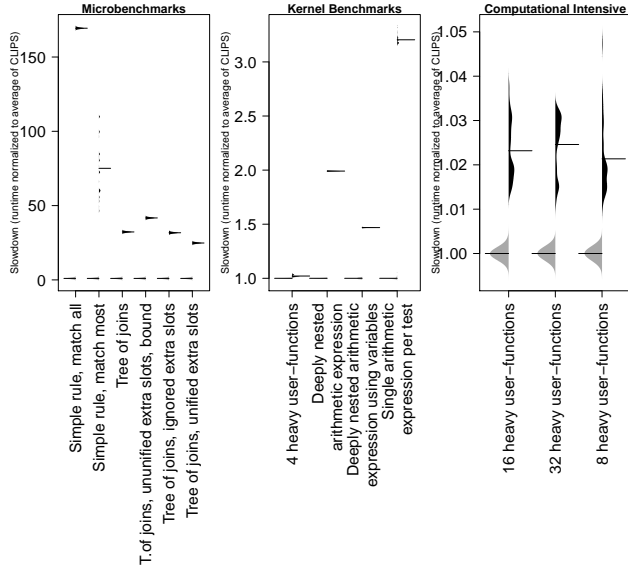 Microbenchmarks
Slowdown (runtime normalized to average of CLIPS)
150
100
50
0
Simple rule, match all
Simple rule, match most
Tree of joins
T.of joins, ununified extra slots, bound
Tree of joins, ignored extra slots
Tree of joins, unified extra slots
Kernel Benchmarks
Slowdown (runtime normalized to average of CLIPS)
3.0
2.5
2.0
1.5
1.0
4 heavy user−functions
Deeply nested
arithmetic expression
Deeply nested arithmetic
expression using variables
Single arithmetic
expression per test
Computational Intensive
Slowdown (runtime normalized to average of CLIPS)
1.05
1.04
1.03
1.02
1.01
1.00
16 heavy user−functions
32 heavy user−functions
8 heavy user−functions